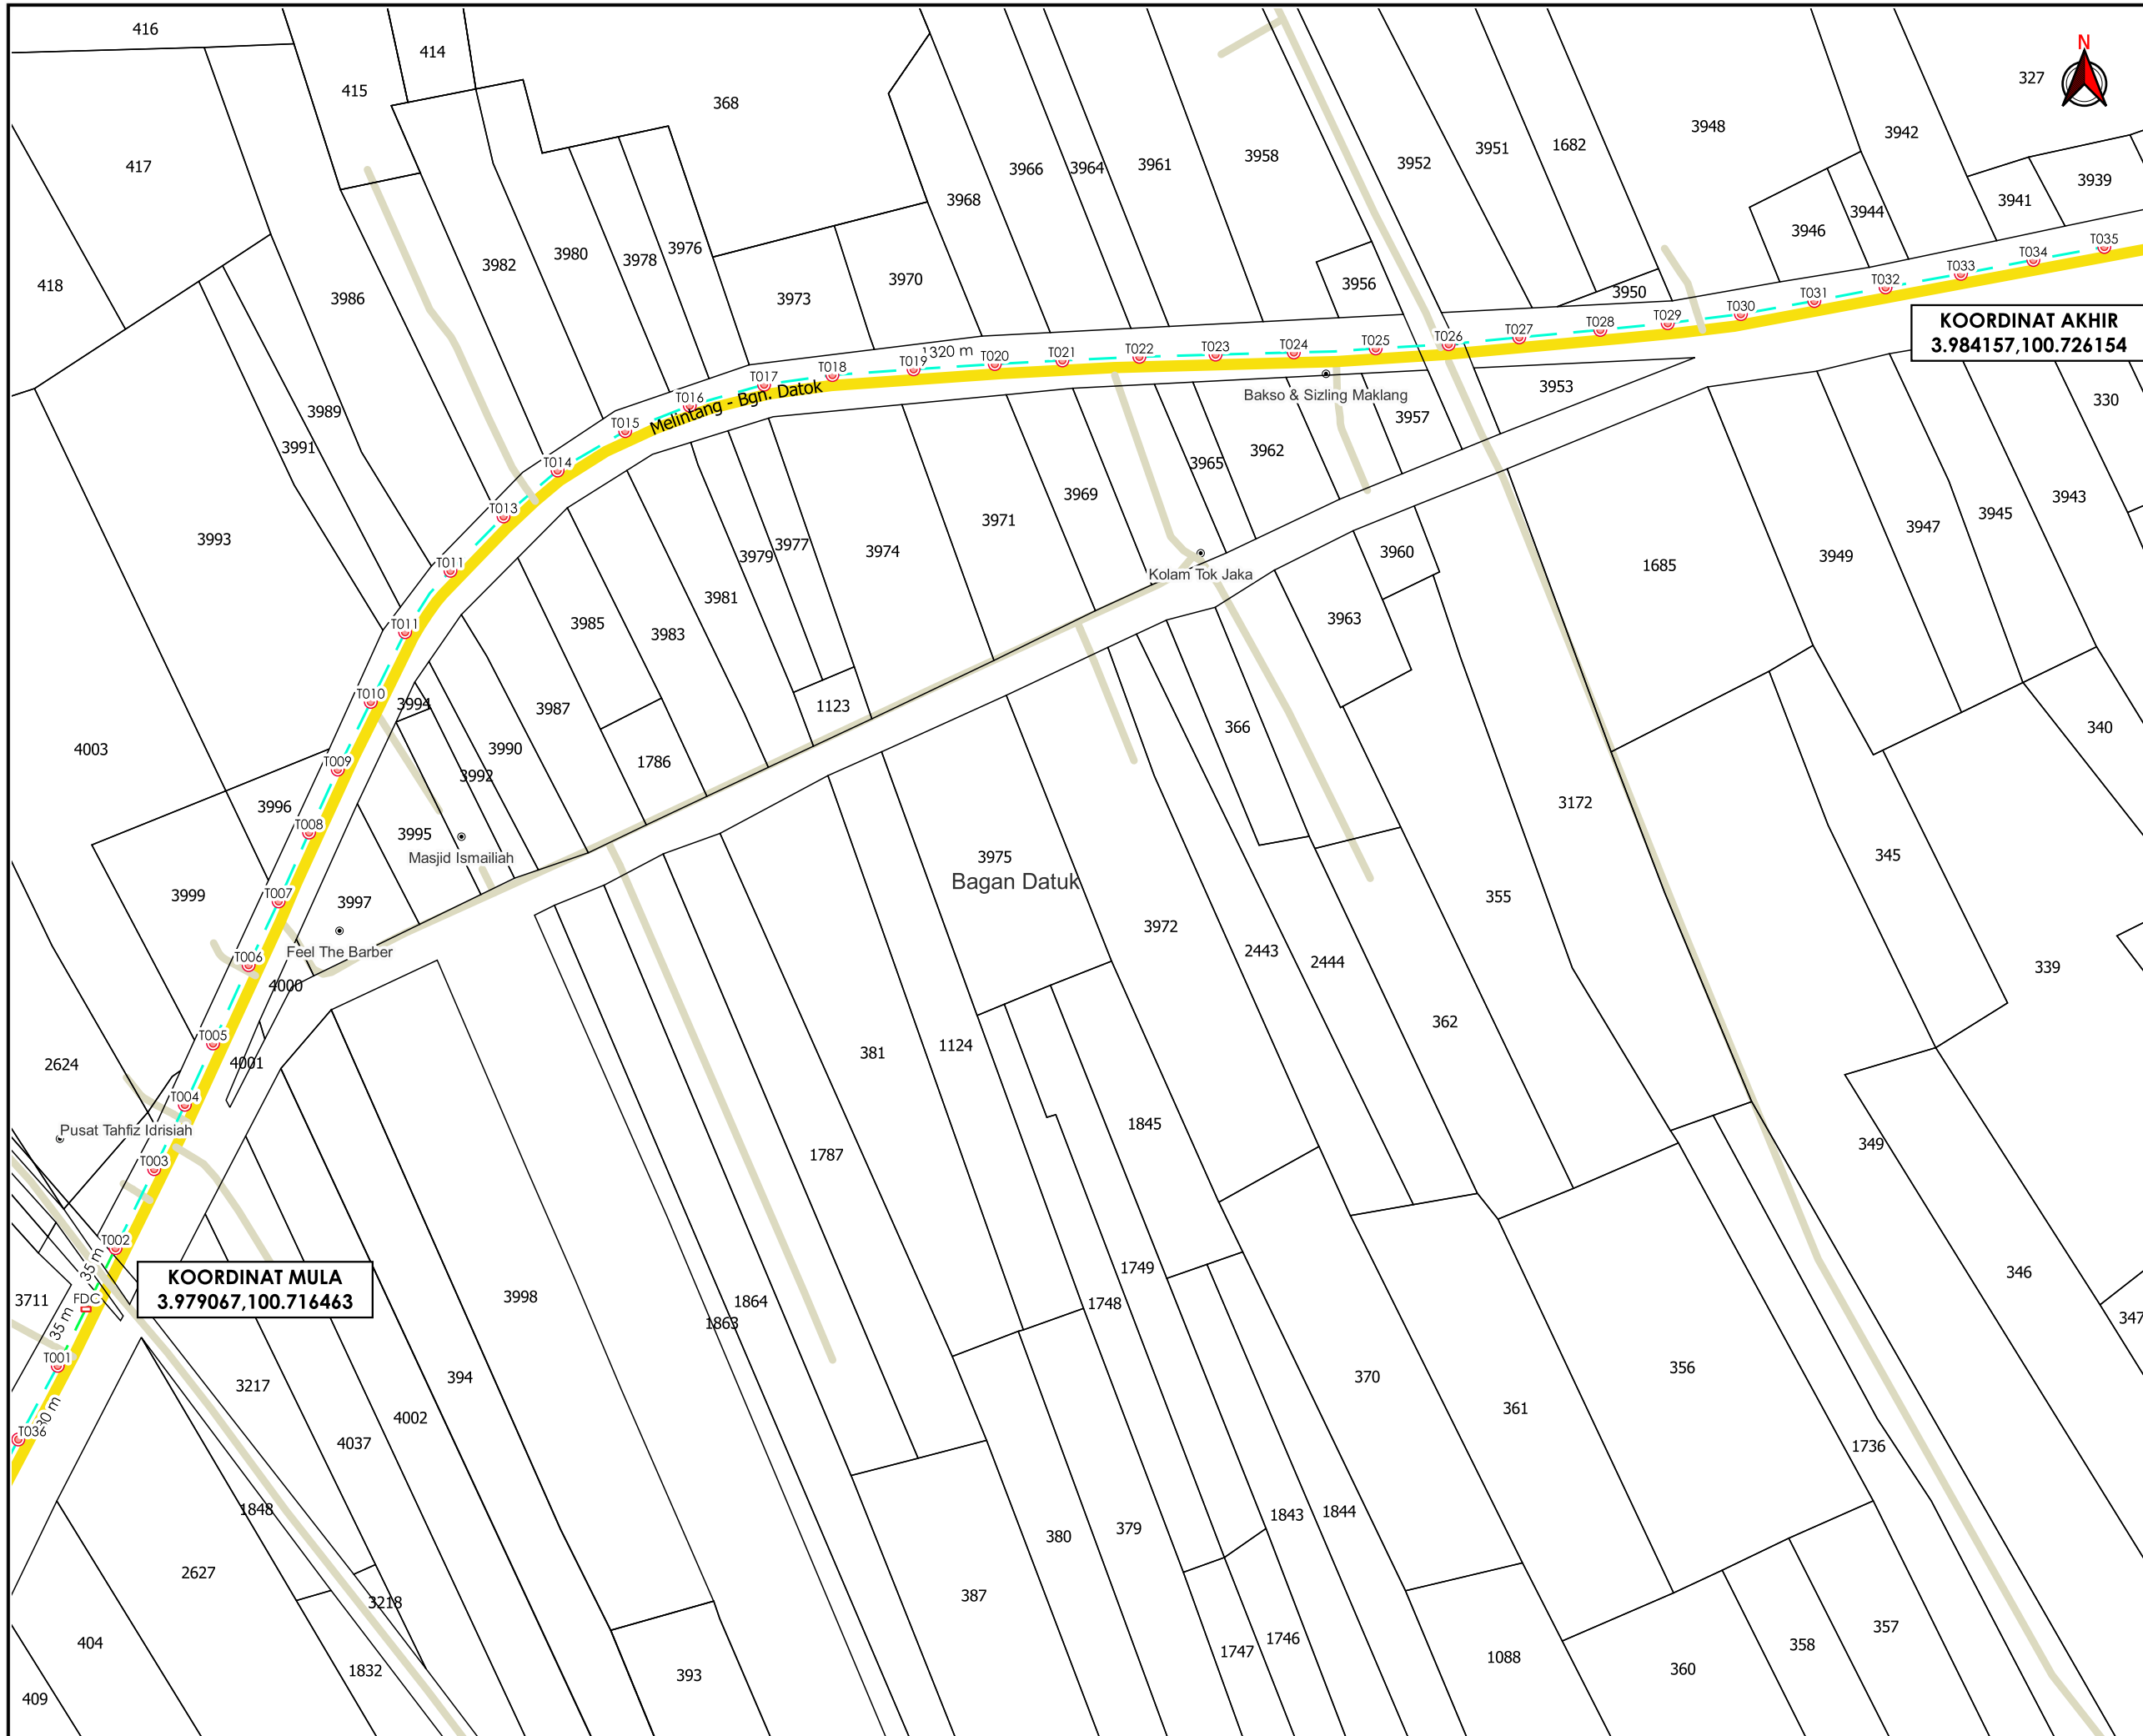 416
414
415
368
417
418
3986
3982
3980
3978
3976
3973
3970
3968
3966
3964
3961
3958
3956
3952
3951
1682
3950
3948
3946
3944
3942
3941
3939
327
N
KOORDINAT AKHIR
3.984157,100.726154
T035
T034
T033
T032
T031
T030
T029
T028
T027
T026
T025
T024
T023
T022
T021
T020
T019
1320 m
T018
T017
T016
T015
T014
T013
T011
T011
T010
T009
T008
T007
T006
T005
T004
T003
T002
35 m
FDC
35 m
T001
30 m
T036
Melintang - Bgn. Datok
Bakso & Sizling Maklang
Kolam Tok Jaka
Masjid Ismailiah
Feel The Barber
Pusat Tahfiz Idrisiah
Bagan Datuk
KOORDINAT MULA
3.979067,100.716463
3989
3991
3993
4003
3996
3999
3994
3992
3990
3995
3997
4000
4001
2624
3711
3987
3985
3983
1786
3981
3979
3977
1123
3974
3971
3969
3965
3962
3957
3953
3960
3963
366
3975
3972
2443
2444
355
3172
362
1685
3949
3947
3945
3943
330
340
345
339
349
346
347
381
1124
1787
1845
1749
1748
1864
1863
3998
394
4002
4037
3217
1848
2627
3218
1832
404
409
393
387
380
379
1843
1844
1747
1746
370
361
356
1736
1088
360
358
357